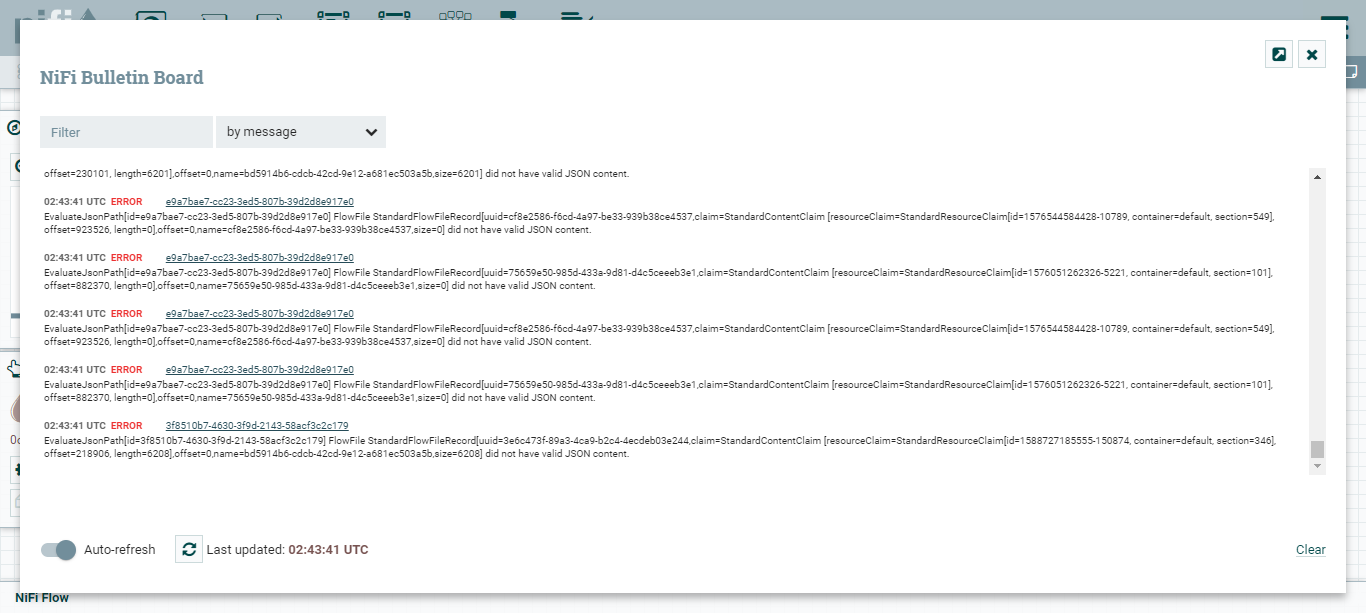 NiFi Bulletin Board
Filter
by message
offset=230101, length=6201],offset=0,name=bd5914b6-cdcb-42cd-9e12-a681ec503a5b,size=6201] did not have valid JSON content.
02:43:41 UTC ERROR e9a7bae7-cc23-3ed5-807b-39d2d8e917e0
EvaluateJsonPath[id=e9a7bae7-cc23-3ed5-807b-39d2d8e917e0] FlowFile StandardFlowFileRecord[uuid=cf8e2586-f6cd-4a97-be33-939b38ce4537,claim=StandardContentClaim [resourceClaim=StandardResourceClaim[id=1576544584428-10789, container=default, section=549],
offset=923526, length=0],offset=0,name=cf8e2586-f6cd-4a97-be33-939b38ce4537,size=0] did not have valid JSON content.
02:43:41 UTC ERROR e9a7bae7-cc23-3ed5-807b-39d2d8e917e0
EvaluateJsonPath[id=e9a7bae7-cc23-3ed5-807b-39d2d8e917e0] FlowFile StandardFlowFileRecord[uuid=75659e50-985d-433a-9d81-d4c5ceeeb3e1,claim=StandardContentClaim [resourceClaim=StandardResourceClaim[id=1576051262326-5221, container=default, section=101],
offset=882370, length=0],offset=0,name=75659e50-985d-433a-9d81-d4c5ceeeb3e1,size=0] did not have valid JSON content.
02:43:41 UTC ERROR e9a7bae7-cc23-3ed5-807b-39d2d8e917e0
EvaluateJsonPath[id=e9a7bae7-cc23-3ed5-807b-39d2d8e917e0] FlowFile StandardFlowFileRecord[uuid=cf8e2586-f6cd-4a97-be33-939b38ce4537,claim=StandardContentClaim [resourceClaim=StandardResourceClaim[id=1576544584428-10789, container=default, section=549],
offset=923526, length=0],offset=0,name=cf8e2586-f6cd-4a97-be33-939b38ce4537,size=0] did not have valid JSON content.
02:43:41 UTC ERROR e9a7bae7-cc23-3ed5-807b-39d2d8e917e0
EvaluateJsonPath[id=e9a7bae7-cc23-3ed5-807b-39d2d8e917e0] FlowFile StandardFlowFileRecord[uuid=75659e50-985d-433a-9d81-d4c5ceeeb3e1,claim=StandardContentClaim [resourceClaim=StandardResourceClaim[id=1576051262326-5221, container=default, section=101],
offset=882370, length=0],offset=0,name=75659e50-985d-433a-9d81-d4c5ceeeb3e1,size=0] did not have valid JSON content.
02:43:41 UTC ERROR 3f8510b7-4630-3f9d-2143-58acf3c2c179
EvaluateJsonPath[id=3f8510b7-4630-3f9d-2143-58acf3c2c179] FlowFile StandardFlowFileRecord[uuid=3e6c473f-89a3-4ca9-b2c4-4ecdeb03e244,claim=StandardContentClaim [resourceClaim=StandardResourceClaim[id=1588727185555-150874, container=default, section=346],
offset=218906, length=6208],offset=0,name=bd5914b6-cdcb-42cd-9e12-a681ec503a5b,size=6208] did not have valid JSON content.
Auto-refresh
Last updated: 02:43:41 UTC
Clear
NiFi Flow